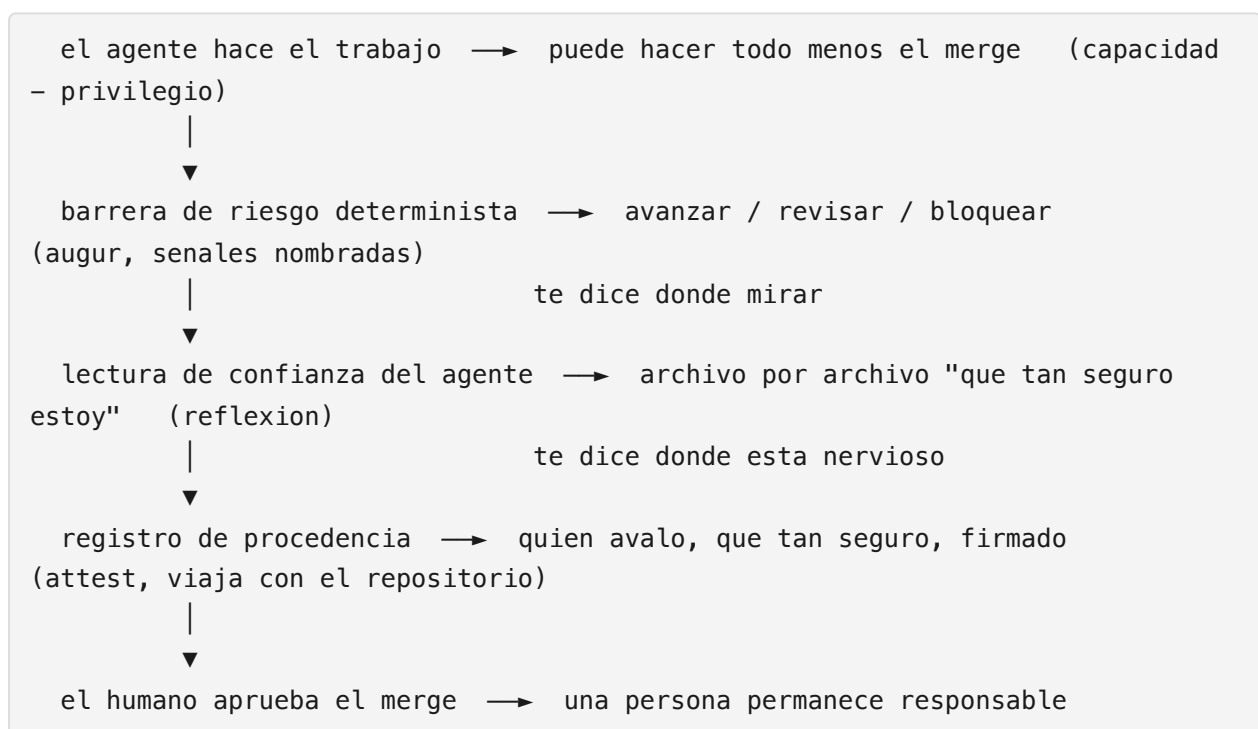 el agente hace el trabajo ──► puede hacer todo menos el merge (capacidad
− privilegio)
│
▼
barrera de riesgo determinista ──► avanzar / revisar / bloquear
(augur, senales nombradas)
│ te dice donde mirar
▼
lectura de confianza del agente ──► archivo por archivo "que tan seguro
estoy" (reflexion)
│ te dice donde esta nervioso
▼
registro de procedencia ──► quien avalo, que tan seguro, firmado
(attest, viaja con el repositorio)
│
▼
el humano aprueba el merge ──► una persona permanece responsable